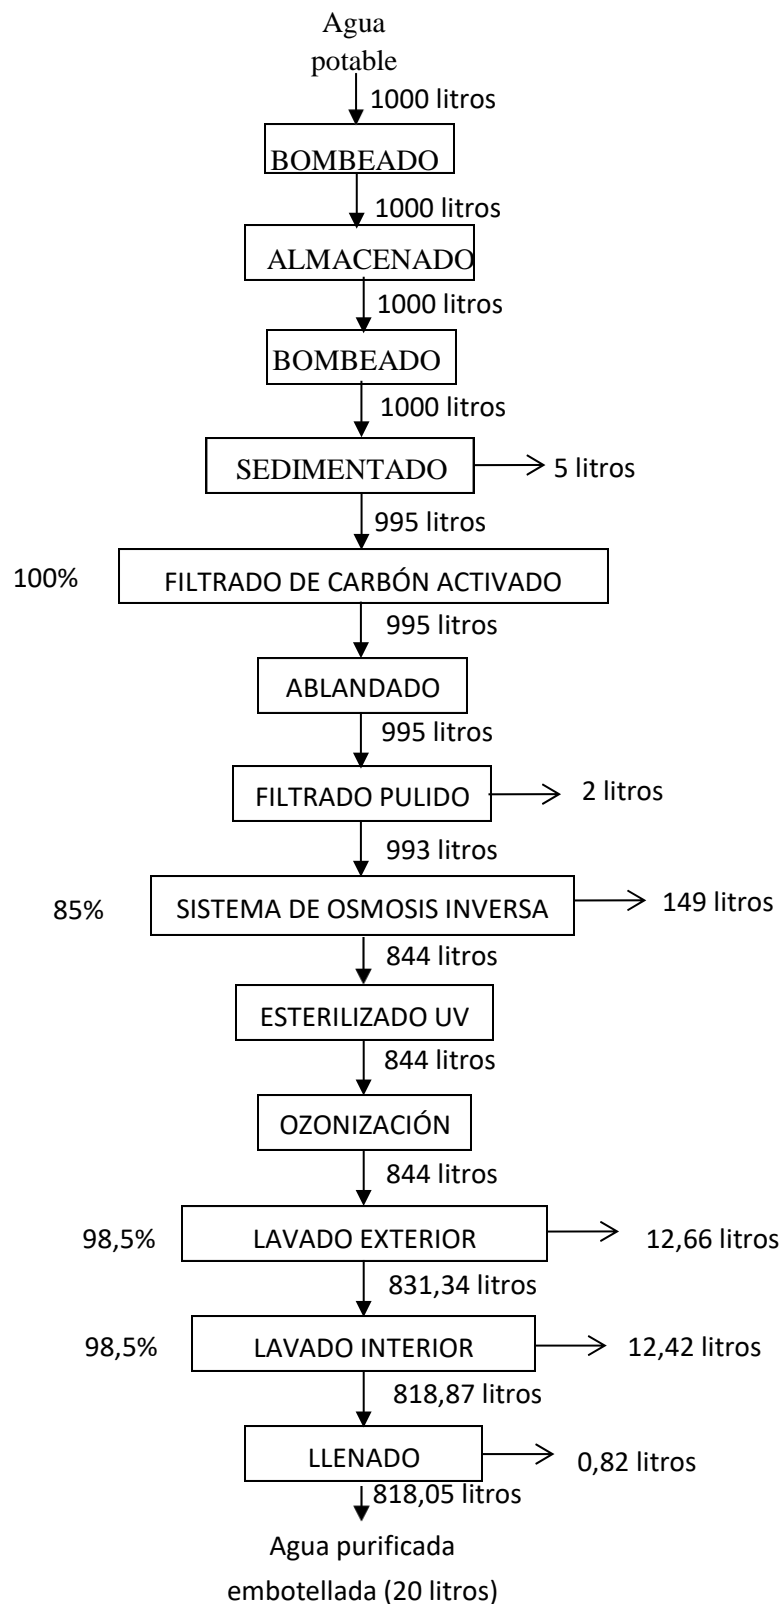 Agua
potable
1000 litros
BOMBEADO
1000 litros
ALMACENADO
1000 litros
BOMBEADO
1000 litros
SEDIMENTADO
5 litros
995 litros
100%
FILTRADO DE CARBÓN ACTIVADO
995 litros
ABLANDADO
995 litros
FILTRADO PULIDO
2 litros
993 litros
85%
SISTEMA DE OSMOSIS INVERSA
149 litros
844 litros
ESTERILIZADO UV
844 litros
OZONIZACIÓN
844 litros
98,5%
LAVADO EXTERIOR
12,66 litros
831,34 litros
98,5%
LAVADO INTERIOR
12,42 litros
818,87 litros
LLENADO
0,82 litros
818,05 litros
Agua purificada
embotellada (20 litros)